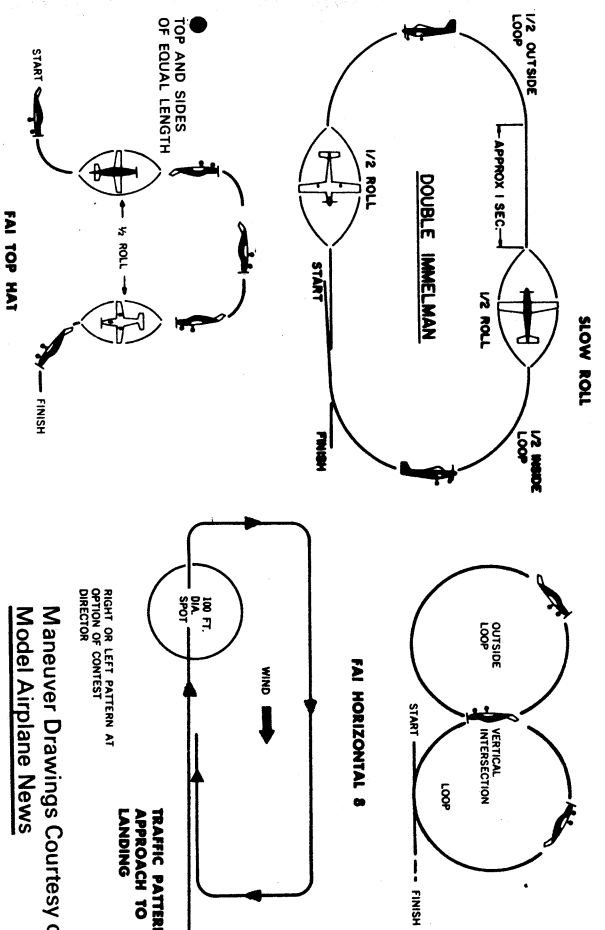 SLOW ROLL
1/2 OUTSIDE
LOOP
APPROX 1 SEC.
1/2 ROLL
1/2 INSIDE
LOOP
DOUBLE IMMELMAN
1/2 ROLL
START
FINISH
OUTSIDE
LOOP
VERTICAL
INTERSECTION
LOOP
START
FINISH
FAI HORIZONTAL 8
TOP AND SIDES
OF EQUAL LENGTH
START
½ ROLL
FINISH
FAI TOP HAT
WIND
100 FT.
DIA.
SPOT
TRAFFIC PATTERN
APPROACH TO
LANDING
RIGHT OR LEFT PATTERN AT
OPTION OF CONTEST
DIRECTOR
Maneuver Drawings Courtesy
Model Airplane News